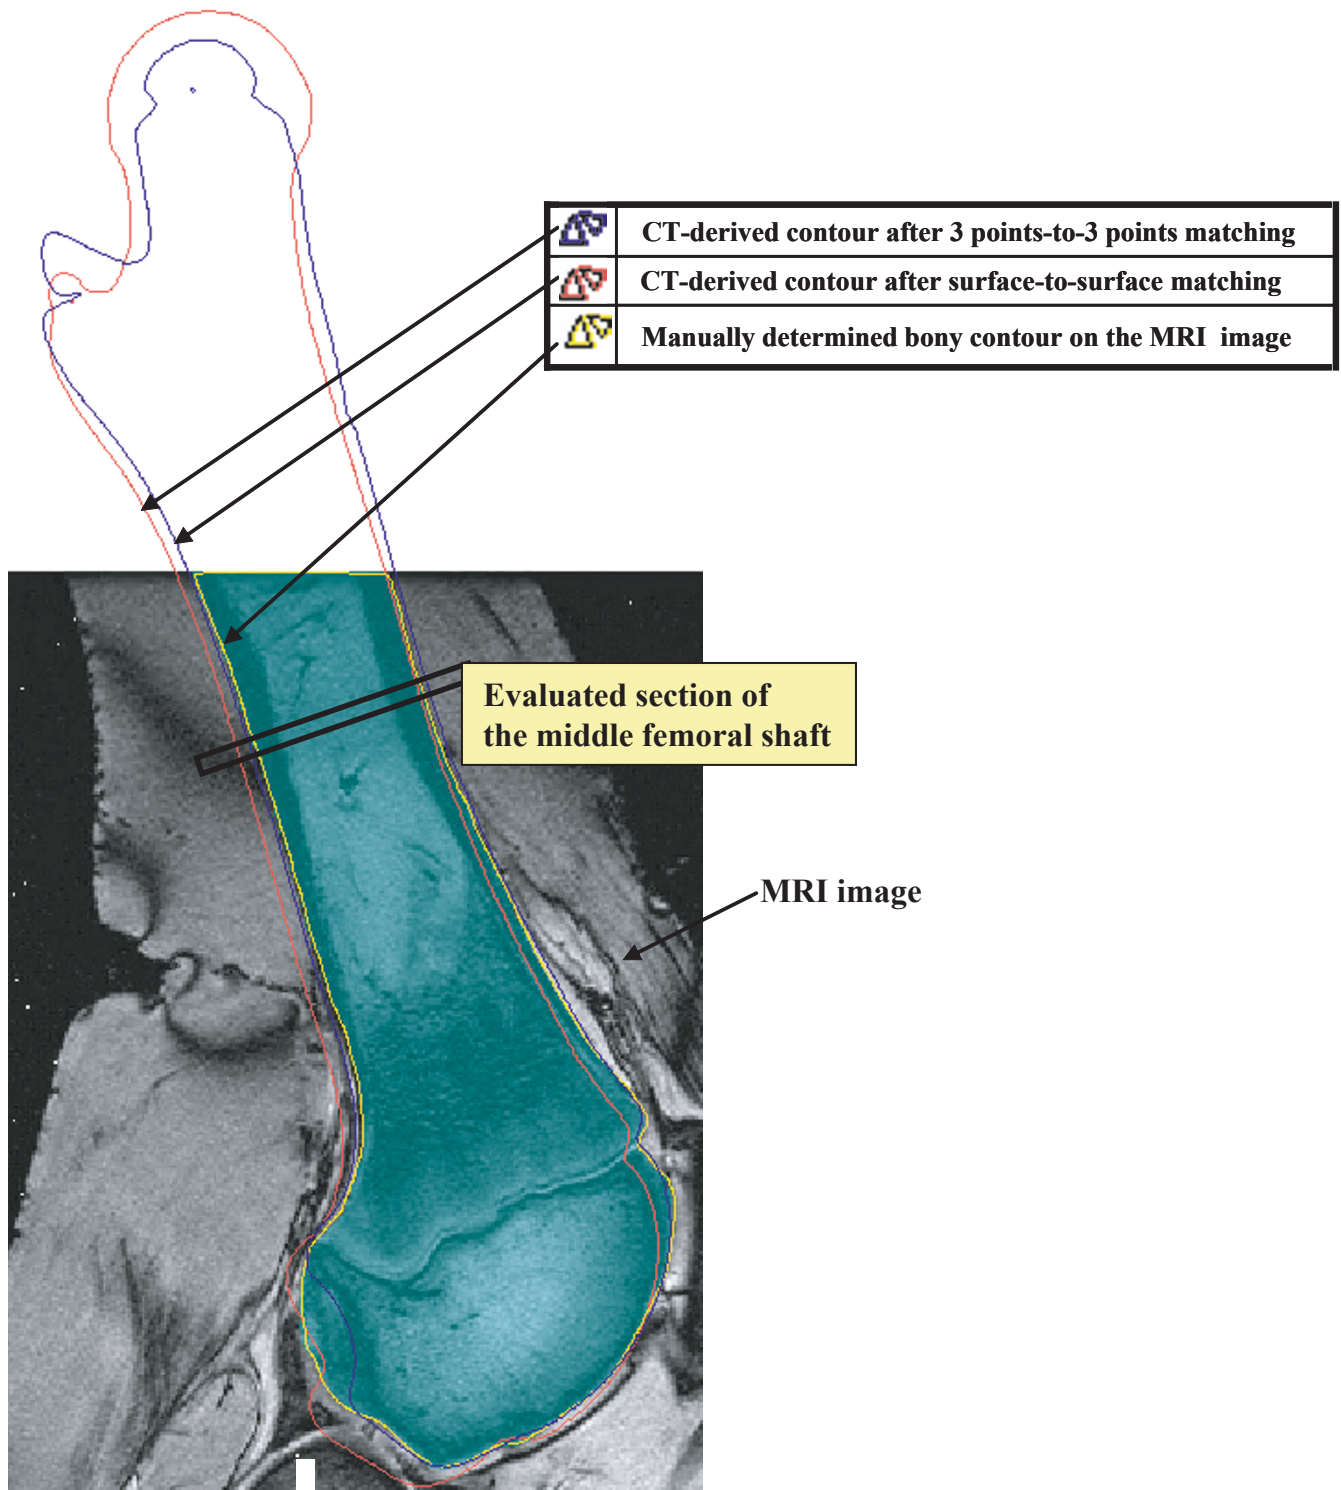 CT-derived contour after 3 points-to-3 points matching
CT-derived contour after surface-to-surface matching
Manually determined bony contour on the MRI image
Evaluated section of
the middle femoral shaft
MRI image